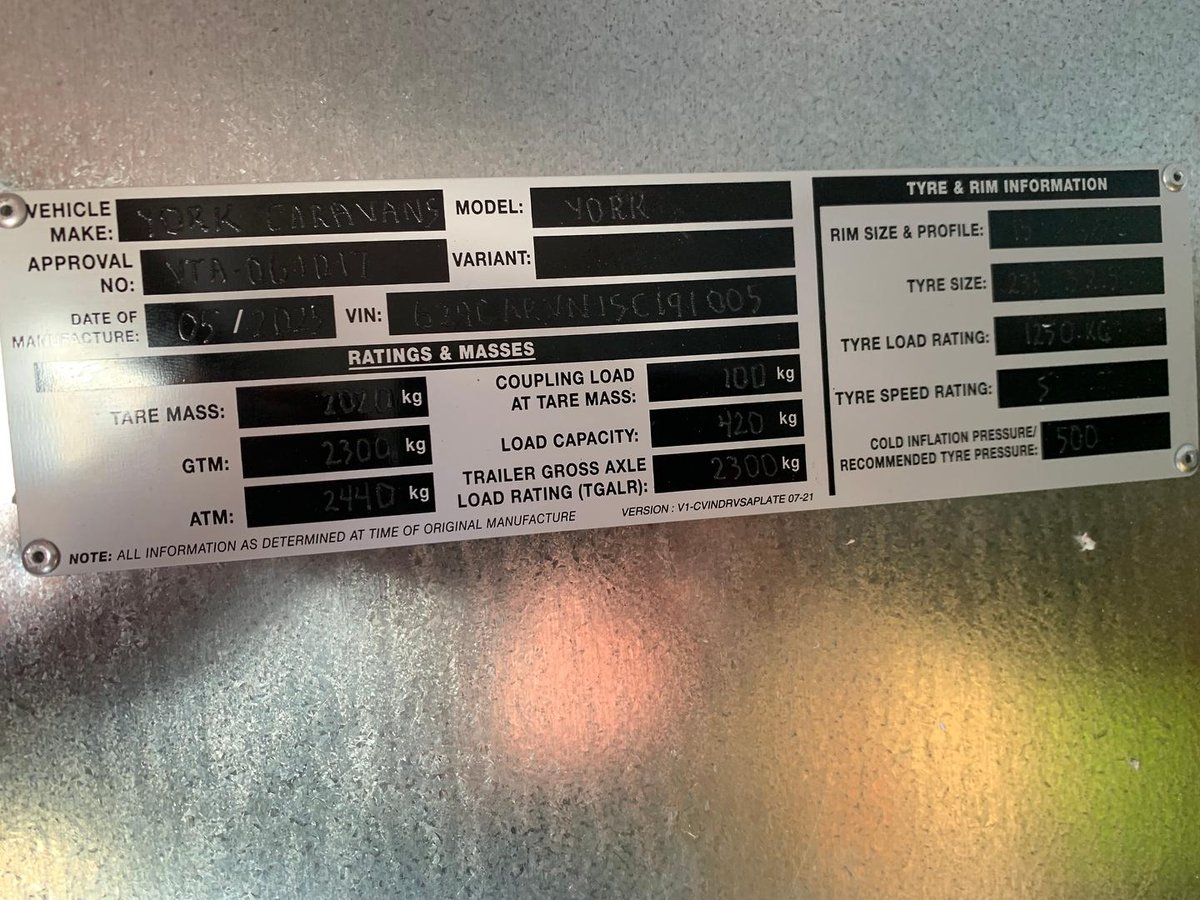 VEHICLE MAKE: YORK CARAVANS
MODEL: YORK
APPROVAL NO: VTA-061017
VARIANT:
DATE OF MANUFACTURE: 05/2025
VIN:
RATINGS & MASSES
TARE MASS: 2020 kg
COUPLING LOAD AT TARE MASS: 100 kg
GTM: 2300 kg
LOAD CAPACITY: 420 kg
ATM: 2440 kg
TRAILER GROSS AXLE LOAD RATING (TGALR): 2300 kg
NOTE: ALL INFORMATION AS DETERMINED AT TIME OF ORIGINAL MANUFACTURE
VERSION : V1-CVINDRVSAPLATE 07-21
TYRE & RIM INFORMATION
RIM SIZE & PROFILE:
TYRE SIZE:
TYRE LOAD RATING: 1250-KG
TYRE SPEED RATING: S
COLD INFLATION PRESSURE/ RECOMMENDED TYRE PRESSURE: 500